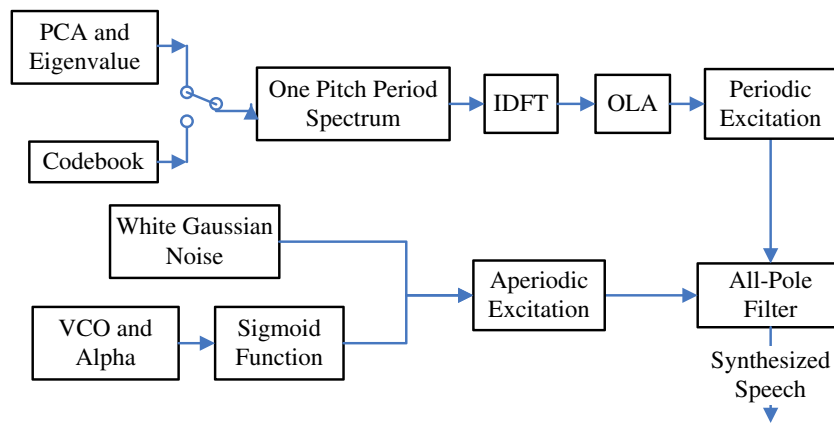 PCA and
Eigenvalue
One Pitch Period
Spectrum
IDFT
OLA
Periodic
Excitation
Codebook
White Gaussian
Noise
Aperiodic
Excitation
All-Pole
Filter
VCO and
Alpha
Sigmoid
Function
Synthesized
Speech